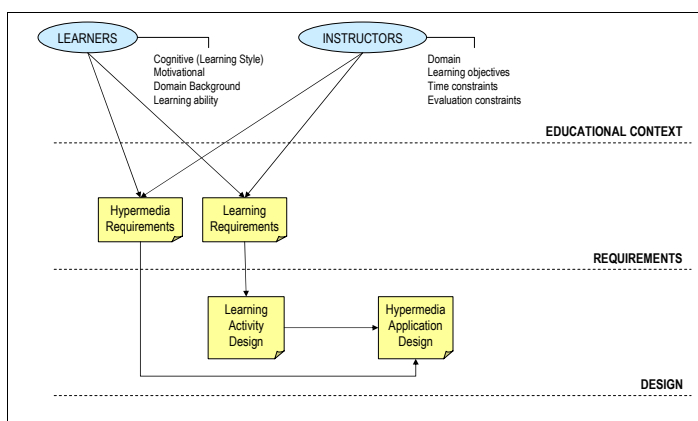 LEARNERS
INSTRUCTORS
Cognitive (Learning Style)
Motivational
Domain Background
Learning ability
Domain
Learning objectives
Time constraints
Evaluation constraints
EDUCATIONAL CONTEXT
Hypermedia
Requirements
Learning
Requirements
REQUIREMENTS
Learning
Activity
Design
Hypermedia
Application
Design
DESIGN